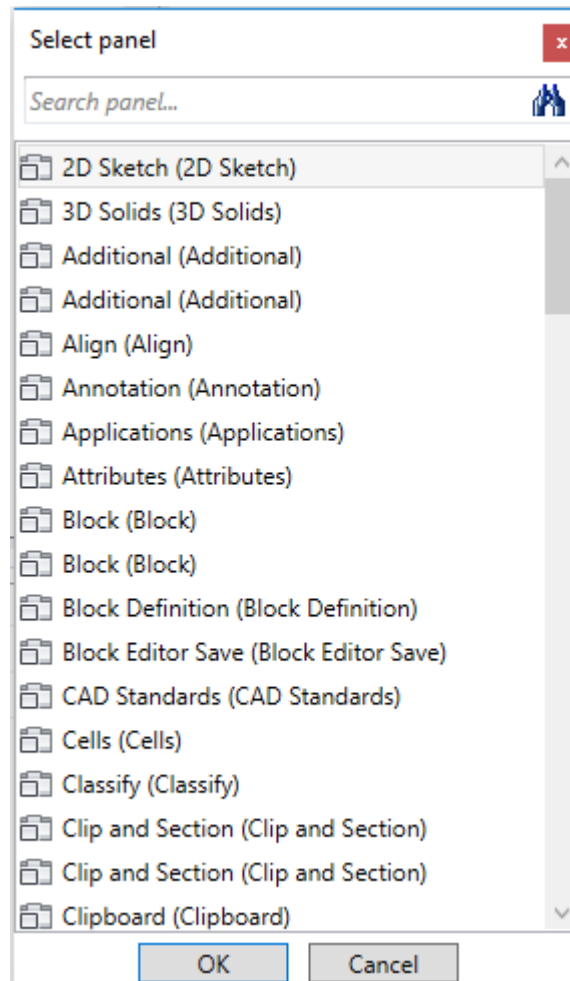 Select panel
x
Search panel...
2D Sketch (2D Sketch)
3D Solids (3D Solids)
Additional (Additional)
Additional (Additional)
Align (Align)
Annotation (Annotation)
Applications (Applications)
Attributes (Attributes)
Block (Block)
Block (Block)
Block Definition (Block Definition)
Block Editor Save (Block Editor Save)
CAD Standards (CAD Standards)
Cells (Cells)
Classify (Classify)
Clip and Section (Clip and Section)
Clip and Section (Clip and Section)
Clipboard (Clipboard)
OK Cancel